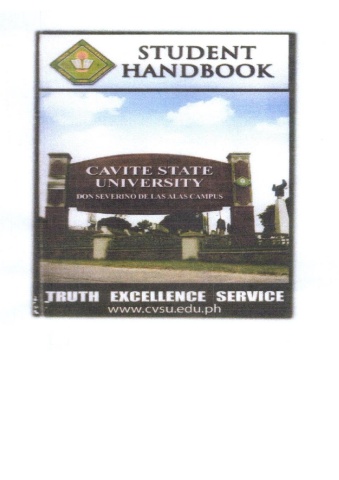 STUDENT
HANDBOOK
CAVITE STATE
UNIVERSITY
DON SEVERINO DE LAS ALAS CAMPUS
TRUTH EXCELLENCE SERVICE
www.cvsu.edu.ph